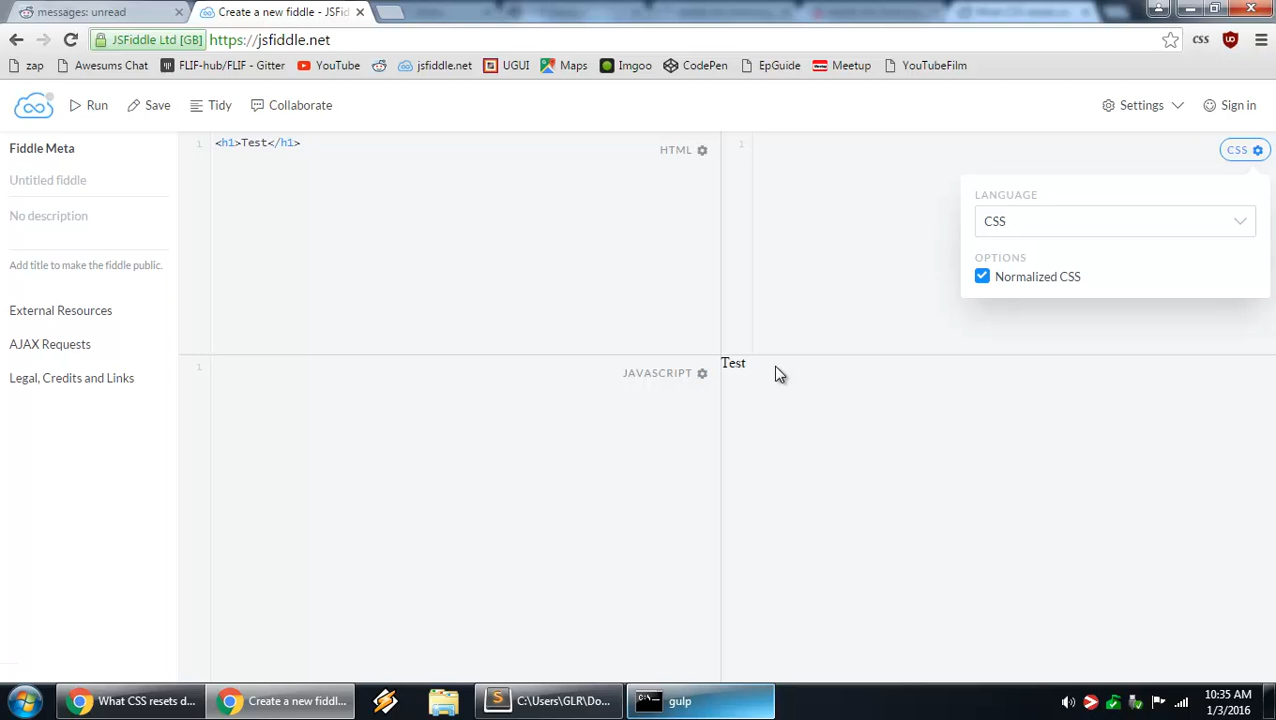 messages: unread
Create a new fiddle - JSFid
JSFiddle Ltd [GB] https://jsfiddle.net
CSS
zap Awesums Chat FLIF-hub/FLIF - Gitter YouTube jsfiddle.net UGUI Maps Imgoo CodePen EpGuide Meetup YouTubeFilm
Run Save Tidy Collaborate Settings Sign in
Fiddle Meta
Untitled fiddle
No description
Add title to make the fiddle public.
External Resources
AJAX Requests
Legal, Credits and Links
1 <h1>Test</h1>
HTML
1
CSS
LANGUAGE
CSS
OPTIONS
Normalized CSS
1
JAVASCRIPT
Test
What CSS resets d...
Create a new fiddl...
C:\Users\GLR\Do...
gulp
10:35 AM
1/3/2016